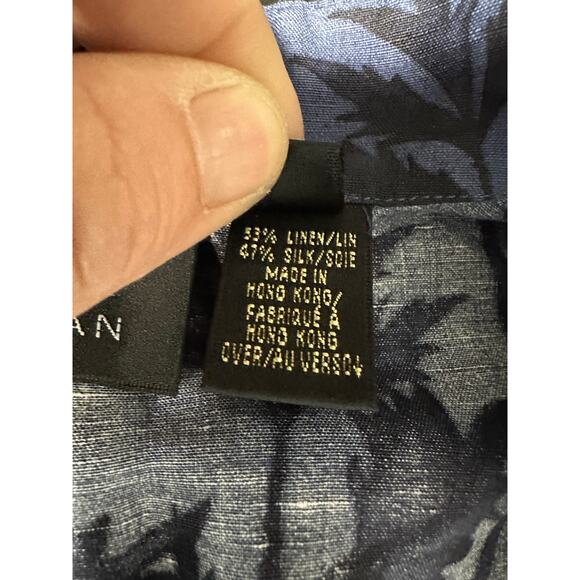 AN
53% LINEN/LIN
47% SILK/SOIE
MADE IN
HONG KONG/
FABRIQUÉ À
HONG KONG
OVER/AU VERSO↓